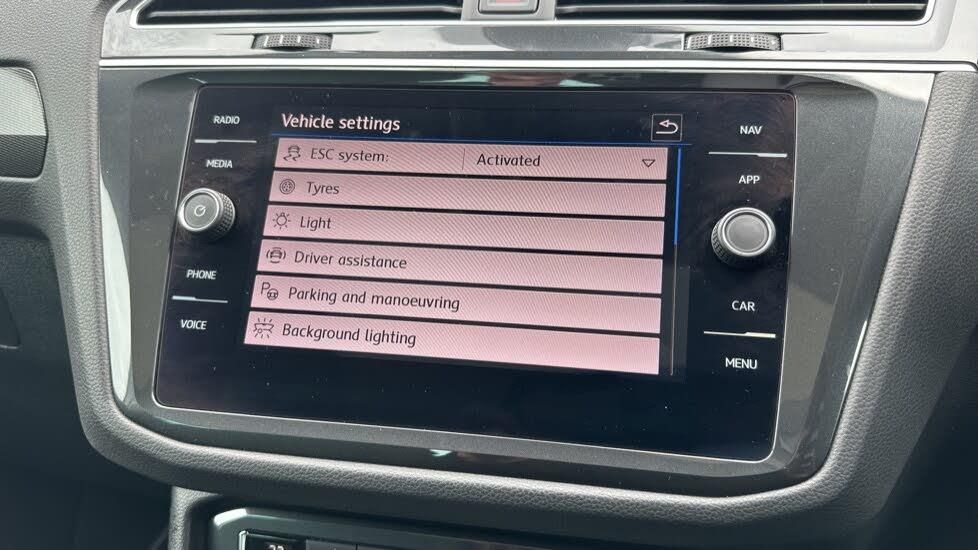 RADIO
MEDIA
PHONE
VOICE
Vehicle settings
ESC system: Activated
Tyres
Light
Driver assistance
Parking and manoeuvring
Background lighting
NAV
APP
CAR
MENU